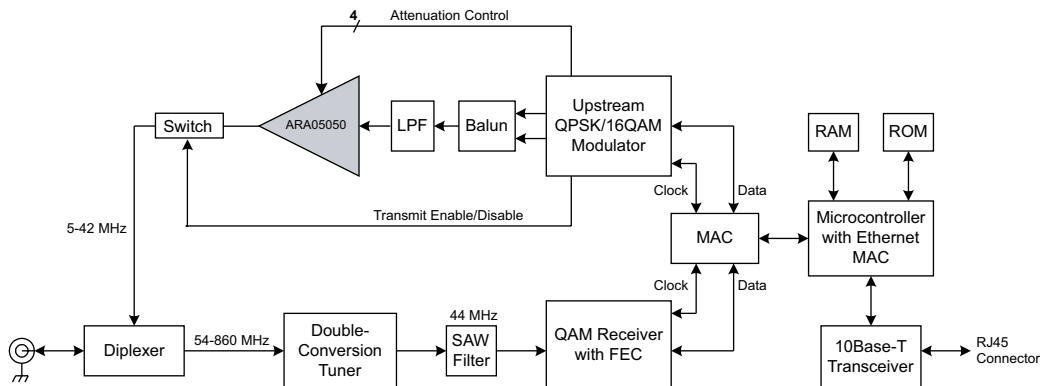 4
Attenuation Control
Switch
ARA05050
LPF
Balun
Upstream
QPSK/16QAM
Modulator
RAM
ROM
Transmit Enable/Disable
Clock
Data
5-42 MHz
MAC
Microcontroller
with Ethernet
MAC
Clock
Data
Diplexer
54-860 MHz
Double-
Conversion
Tuner
44 MHz
SAW
Filter
QAM Receiver
with FEC
10Base-T
Transceiver
RJ45
Connector